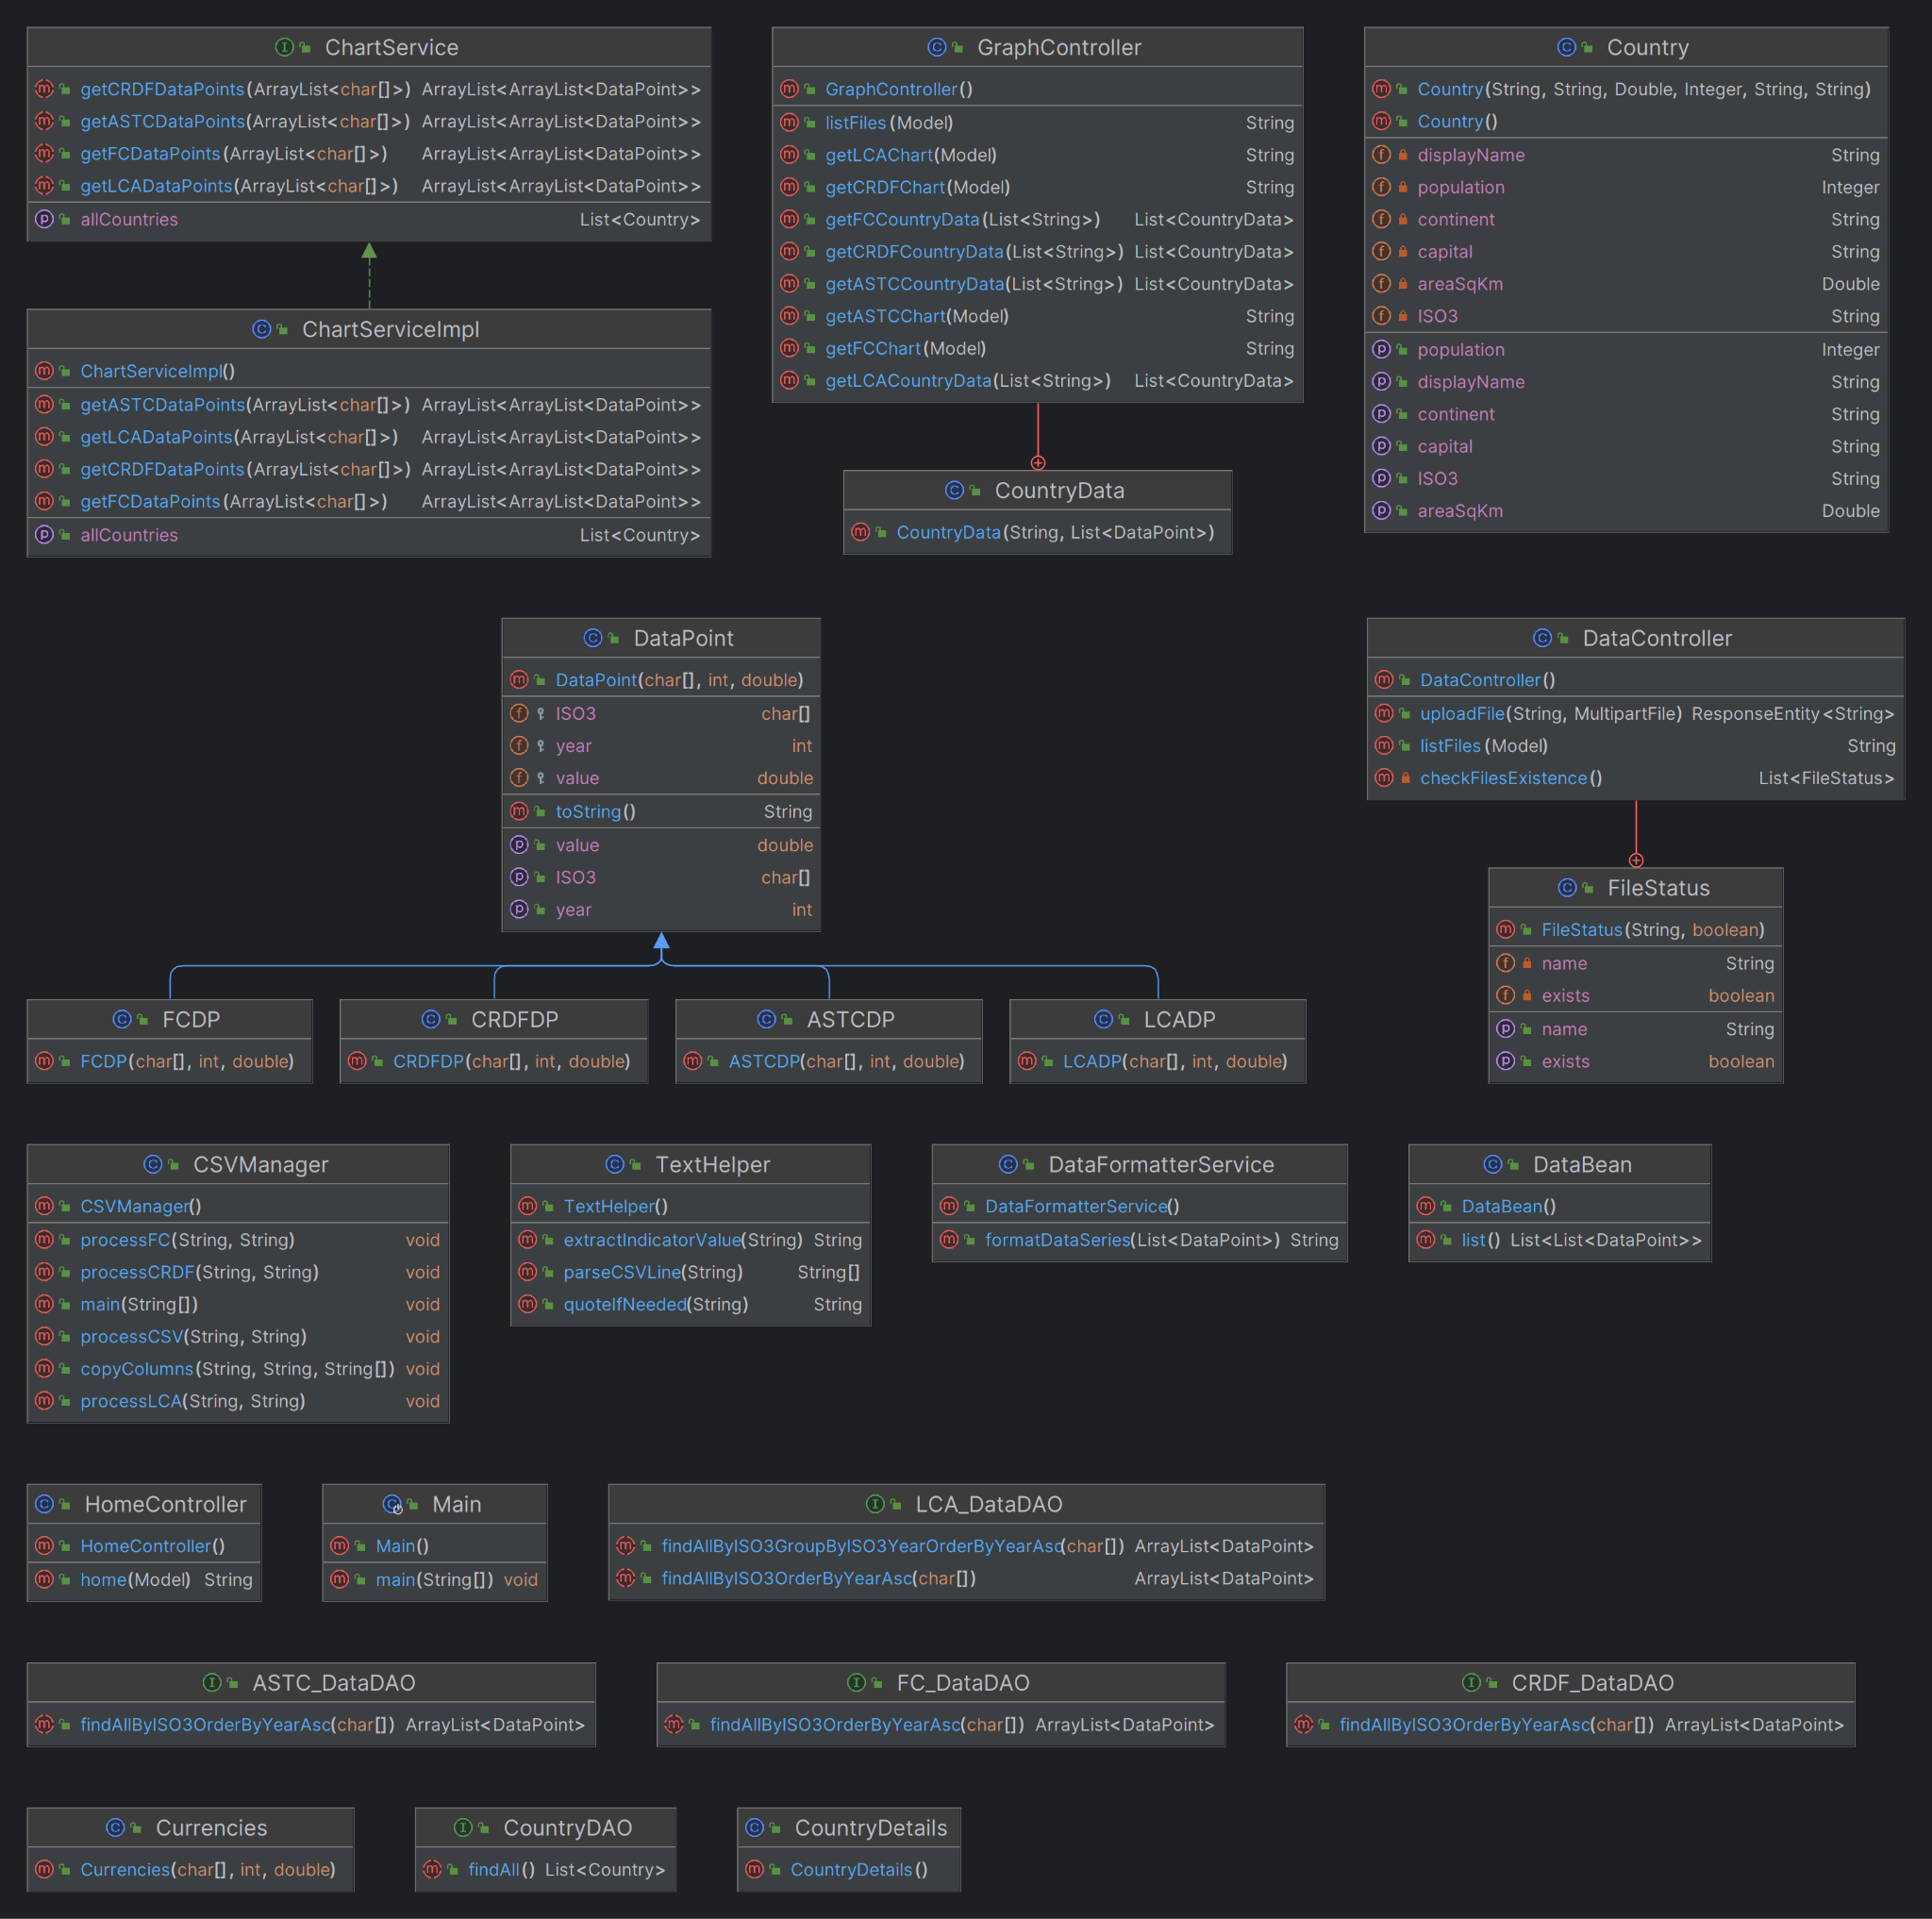 ChartService
getCRDFDataPoints(ArrayList<char[]>) ArrayList<ArrayList<DataPoint>>
getASTCDataPoints(ArrayList<char[]>) ArrayList<ArrayList<DataPoint>>
getFCDataPoints(ArrayList<char[]>) ArrayList<ArrayList<DataPoint>>
getLCADataPoints(ArrayList<char[]>) ArrayList<ArrayList<DataPoint>>
allCountries List<Country>
ChartServiceImpl
ChartServiceImpl()
getASTCDataPoints(ArrayList<char[]>) ArrayList<ArrayList<DataPoint>>
getLCADataPoints(ArrayList<char[]>) ArrayList<ArrayList<DataPoint>>
getCRDFDataPoints(ArrayList<char[]>) ArrayList<ArrayList<DataPoint>>
getFCDataPoints(ArrayList<char[]>) ArrayList<ArrayList<DataPoint>>
allCountries List<Country>
GraphController
GraphController()
listFiles(Model) String
getLCAChart(Model) String
getCRDFChart(Model) String
getFCCountryData(List<String>) List<CountryData>
getCRDFCountryData(List<String>) List<CountryData>
getASTCCountryData(List<String>) List<CountryData>
getASTCChart(Model) String
getFCChart(Model) String
getLCACountryData(List<String>) List<CountryData>
CountryData
CountryData(String, List<DataPoint>)
Country
Country(String, String, Double, Integer, String, String)
Country()
displayName String
population Integer
continent String
capital String
areaSqKm Double
ISO3 String
population Integer
displayName String
continent String
capital String
ISO3 String
areaSqKm Double
DataPoint
DataPoint(char[], int, double)
ISO3 char[]
year int
value double
toString() String
value double
ISO3 char[]
year int
DataController
DataController()
uploadFile(String, MultipartFile) ResponseEntity<String>
listFiles(Model) String
checkFilesExistence() List<FileStatus>
FileStatus
FileStatus(String, boolean)
name String
exists boolean
name String
exists boolean
FCDP
FCDP(char[], int, double)
CRDFDP
CRDFDP(char[], int, double)
ASTCDP
ASTCDP(char[], int, double)
LCADP
LCADP(char[], int, double)
CSVManager
CSVManager()
processFC(String, String) void
processCRDF(String, String) void
main(String[]) void
processCSV(String, String) void
copyColumns(String, String, String[]) void
processLCA(String, String) void
TextHelper
TextHelper()
extractIndicatorValue(String) String
parseCSVLine(String) String[]
quoteIfNeeded(String) String
DataFormatterService
DataFormatterService()
formatDataSeries(List<DataPoint>) String
DataBean
DataBean()
list() List<List<DataPoint>>
HomeController
HomeController()
home(Model) String
Main
Main()
main(String[]) void
LCA_DataDAO
findAllByISO3GroupByISO3YearOrderByYearAsc(char[]) ArrayList<DataPoint>
findAllByISO3OrderByYearAsc(char[]) ArrayList<DataPoint>
ASTC_DataDAO
findAllByISO3OrderByYearAsc(char[]) ArrayList<DataPoint>
FC_DataDAO
findAllByISO3OrderByYearAsc(char[]) ArrayList<DataPoint>
CRDF_DataDAO
findAllByISO3OrderByYearAsc(char[]) ArrayList<DataPoint>
Currencies
Currencies(char[], int, double)
CountryDAO
findAll() List<Country>
CountryDetails
CountryDetails()